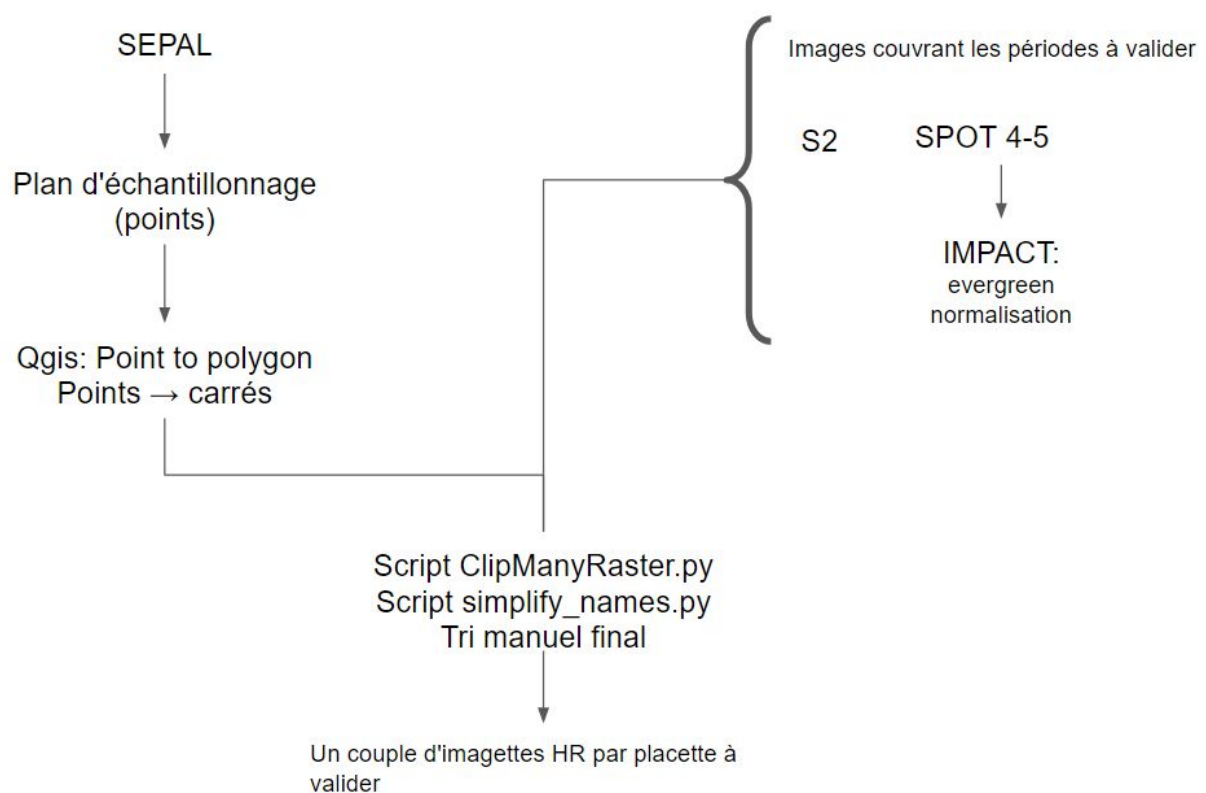 SEPAL
Plan d'échantillonnage
(points)
Qgis: Point to polygon
Points → carrés
Images couvrant les périodes à valider
S2
SPOT 4-5
IMPACT:
evergreen
normalisation
Script ClipManyRaster.py
Script simplify_names.py
Tri manuel final
Un couple d'imagettes HR par placette à
valider